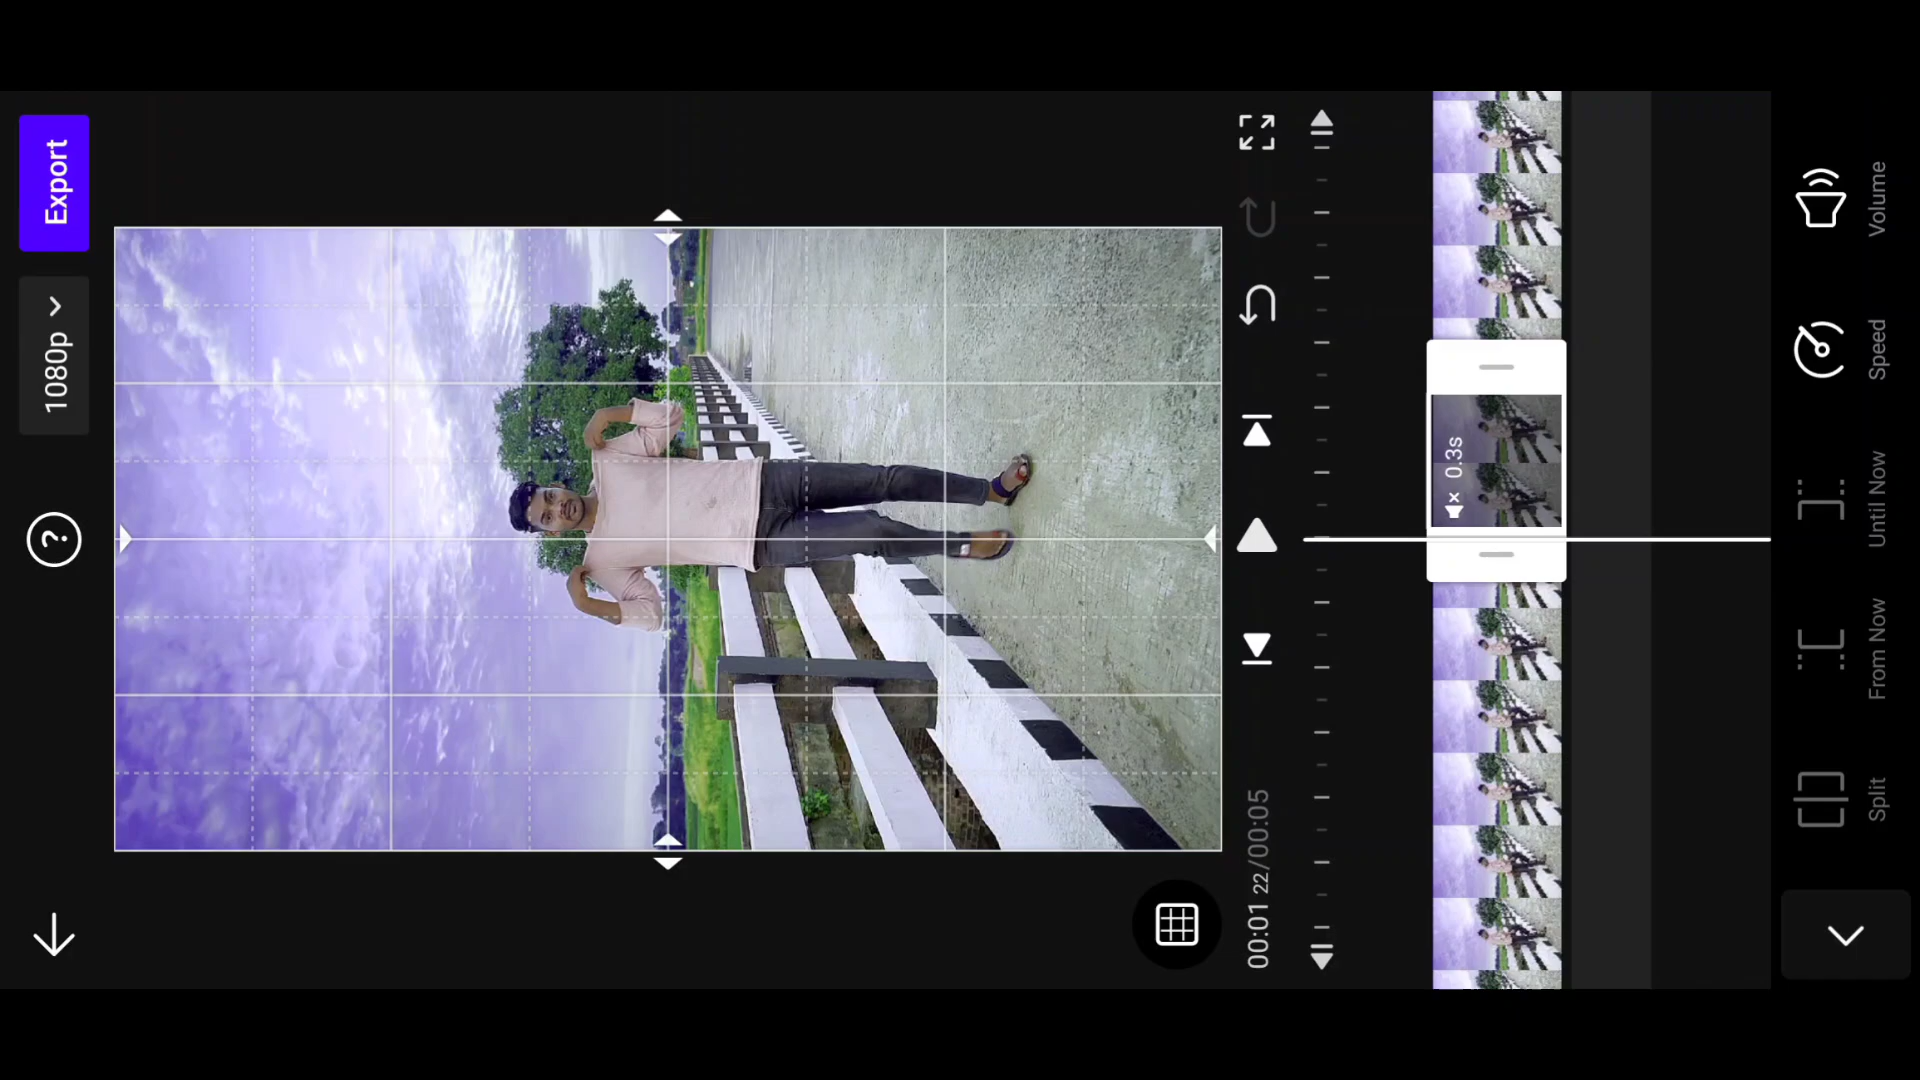 ?
1080p
Export
00:01 22/00:05
0.3s
Split
From Now
Until Now
Speed
Volume